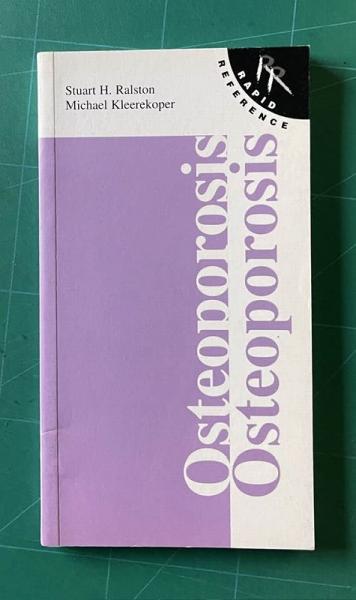 Stuart H. Ralston
Michael Kleerekoper
RR
RAPID
REFERENCE
Osteoporosis
Osteoporosis